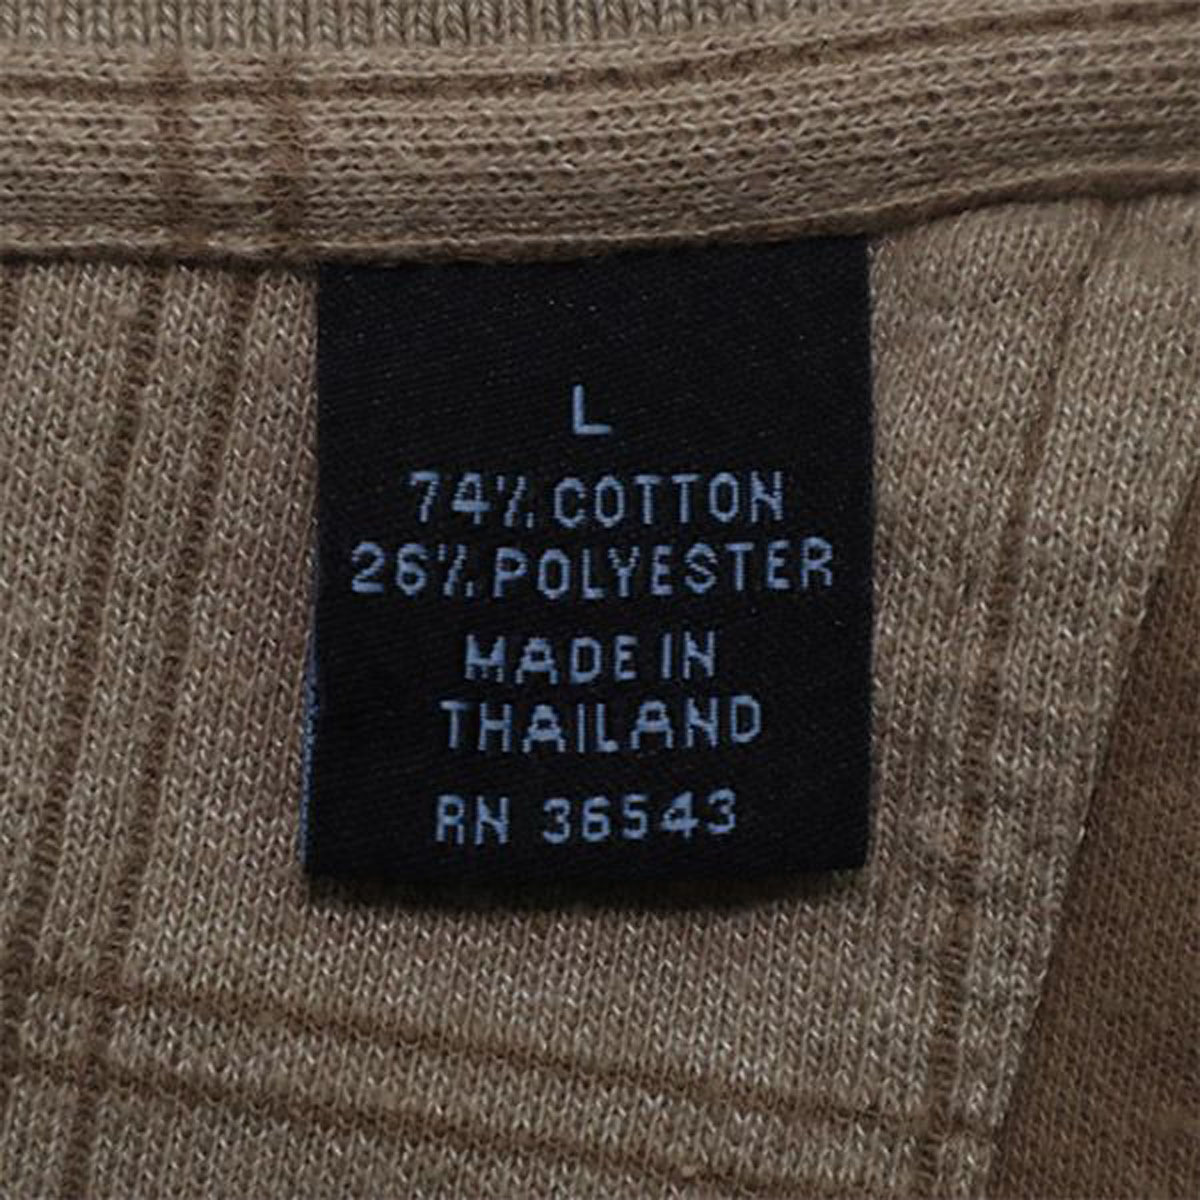 L
74% COTTON
26% POLYESTER
MADE IN
THAILAND
RN 36543